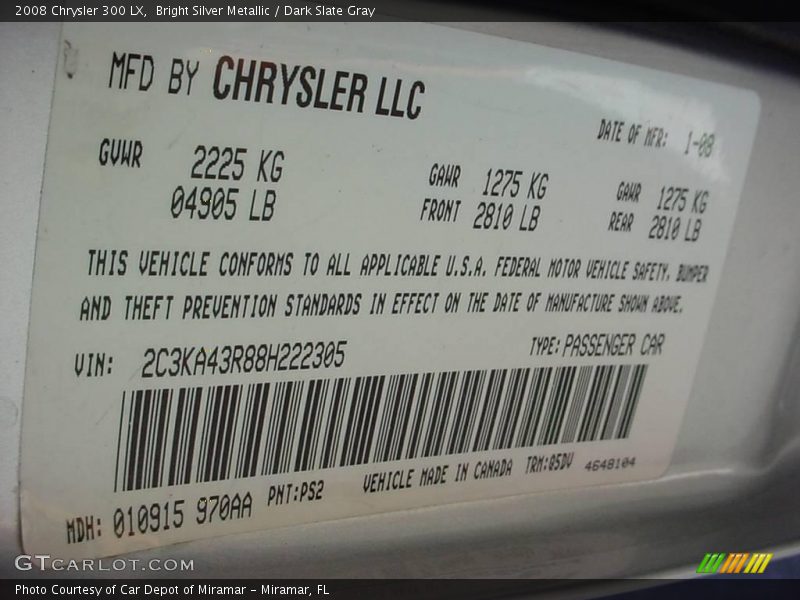 2008 Chrysler 300 LX, Bright Silver Metallic / Dark Slate Gray
MFD BY CHRYSLER LLC
DATE OF MFR: 1-08
GVWR 2225 KG GAWR 1275 KG GAWR 1275 KG
04905 LB FRONT 2810 LB REAR 2810 LB
THIS VEHICLE CONFORMS TO ALL APPLICABLE U.S.A. FEDERAL MOTOR VEHICLE SAFETY, BUMPER
AND THEFT PREVENTION STANDARDS IN EFFECT ON THE DATE OF MANUFACTURE SHOWN ABOVE.
VIN: 2C3KA43R88H222305 TYPE: PASSENGER CAR
MDH: 010915 970AA PNT:PS2 VEHICLE MADE IN CANADA TRM:Q5DV 4648104
GTCARLOT.COM
Photo Courtesy of Car Depot of Miramar - Miramar, FL